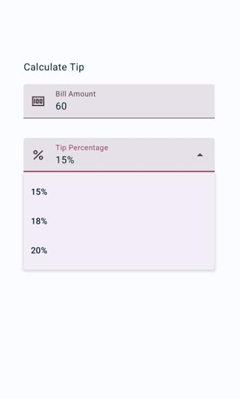 Calculate Tip
Bill Amount
60
Tip Percentage
15%
15%
18%
20%